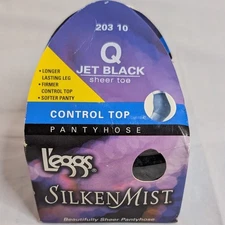 203 10
Q
JET BLACK
sheer toe
• LONGER
LASTING LEG
• FIRMER
CONTROL TOP
• SOFTER PANTY
CONTROL TOP
PANTYHOSE
L'eggs
SILKEN MIST
Beautifully Sheer Pantyhose